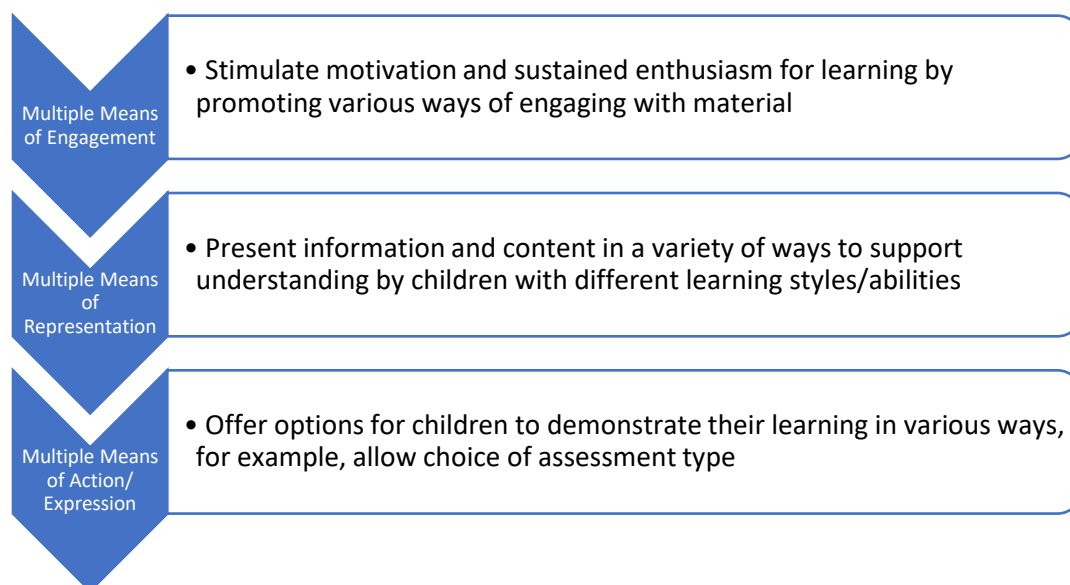 Multiple Means
of Engagement
• Stimulate motivation and sustained enthusiasm for learning by
promoting various ways of engaging with material
Multiple Means
of
Representation
• Present information and content in a variety of ways to support
understanding by children with different learning styles/abilities
Multiple Means
of Action/
Expression
• Offer options for children to demonstrate their learning in various ways,
for example, allow choice of assessment type